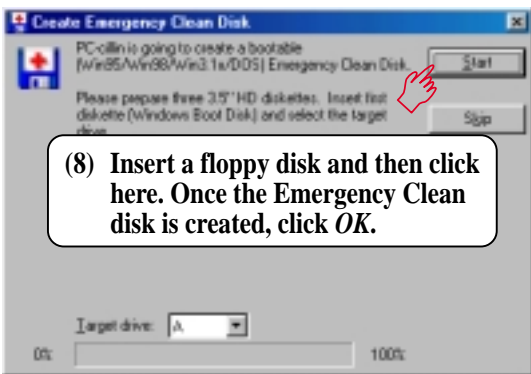 Create Emergency Clean Disk
PC-cillin is going to create a bootable
(Win95/Win98/Win3.1x/DOS) Emergency Clean Disk.
Start
Please prepare three 3.5" HD diskettes. Insert first
diskette (Windows Boot Disk) and select the target
drive.
Skip
(8) Insert a floppy disk and then click
here. Once the Emergency Clean
disk is created, click OK.
Target drive: A
0% 100%